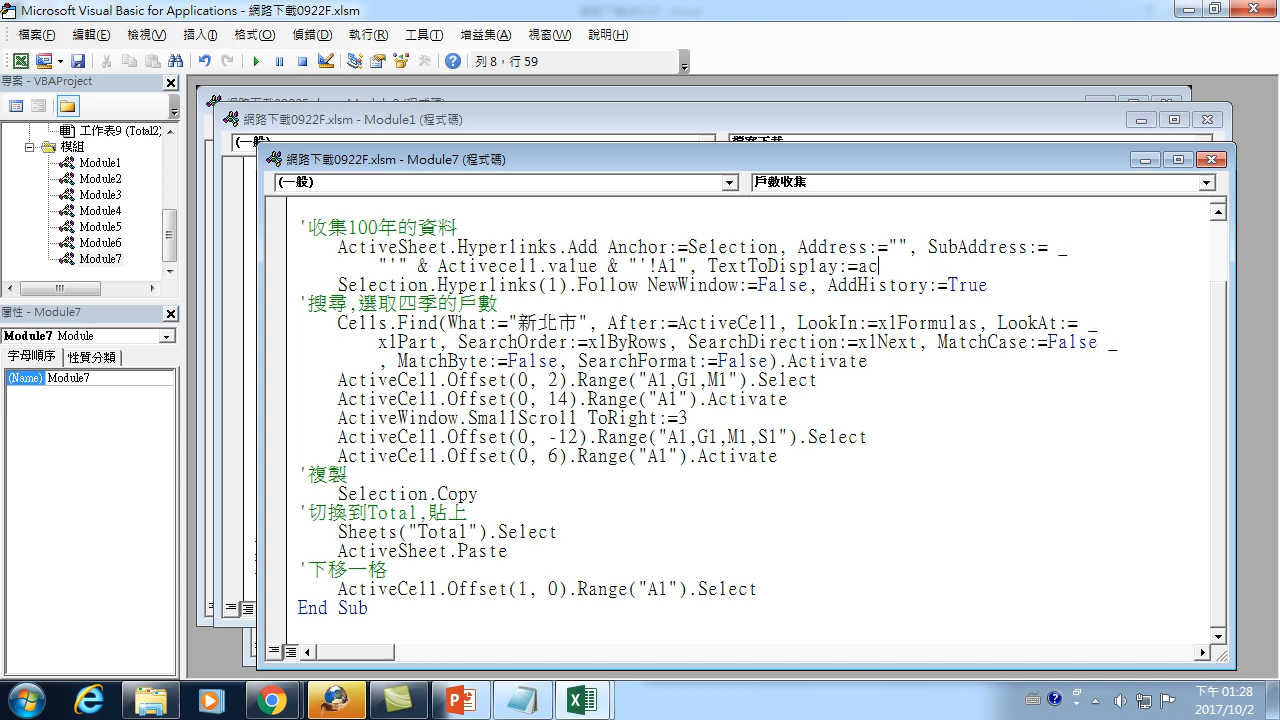 Microsoft Visual Basic for Applications - 網路下載0922F.xlsm
檔案(F) 編輯(E) 檢視(V) 插入(I) 格式(O) 偵錯(D) 執行(R) 工具(T) 增益集(A) 視窗(W) 說明(H)
列 8，行 59
專案 - VBAProject
工作表9 (Total2)
模組
Module1
Module2
Module3
Module4
Module5
Module6
Module7
屬性 - Module7
Module7 Module
字母順序 性質分類
(Name) Module7
網路下載0922F.xlsm - Module1 (程式碼)
網路下載0922F.xlsm - Module7 (程式碼)
(一般) 戶數收集
'收集100年的資料
ActiveSheet.Hyperlinks.Add Anchor:=Selection, Address:="", SubAddress:= _
"'" & Activecell.value & "'!A1", TextToDisplay:=ac
Selection.Hyperlinks(1).Follow NewWindow:=False, AddHistory:=True
'搜尋,選取四季的戶數
Cells.Find(What:="新北市", After:=ActiveCell, LookIn:=xlFormulas, LookAt:= _
xlPart, SearchOrder:=xlByRows, SearchDirection:=xlNext, MatchCase:=False _
, MatchByte:=False, SearchFormat:=False).Activate
ActiveCell.Offset(0, 2).Range("A1,G1,M1").Select
ActiveCell.Offset(0, 14).Range("A1").Activate
ActiveWindow.SmallScroll ToRight:=3
ActiveCell.Offset(0, -12).Range("A1,G1,M1,S1").Select
ActiveCell.Offset(0, 6).Range("A1").Activate
'複製
Selection.Copy
'切換到Total,貼上
Sheets("Total").Select
ActiveSheet.Paste
'下移一格
ActiveCell.Offset(1, 0).Range("A1").Select
End Sub
下午 01:28
2017/10/2